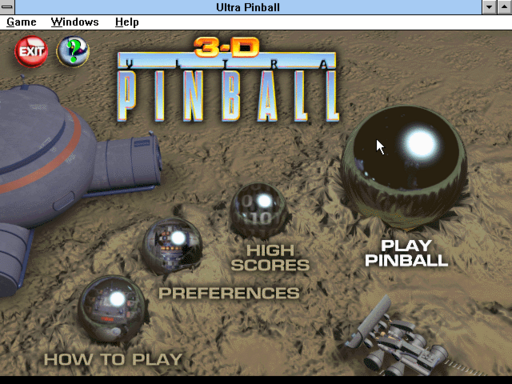 Ultra Pinball
Game Windows Help
EXIT
?
3-D
ULTRA
PINBALL
PLAY
PINBALL
HIGH
SCORES
PREFERENCES
HOW TO PLAY